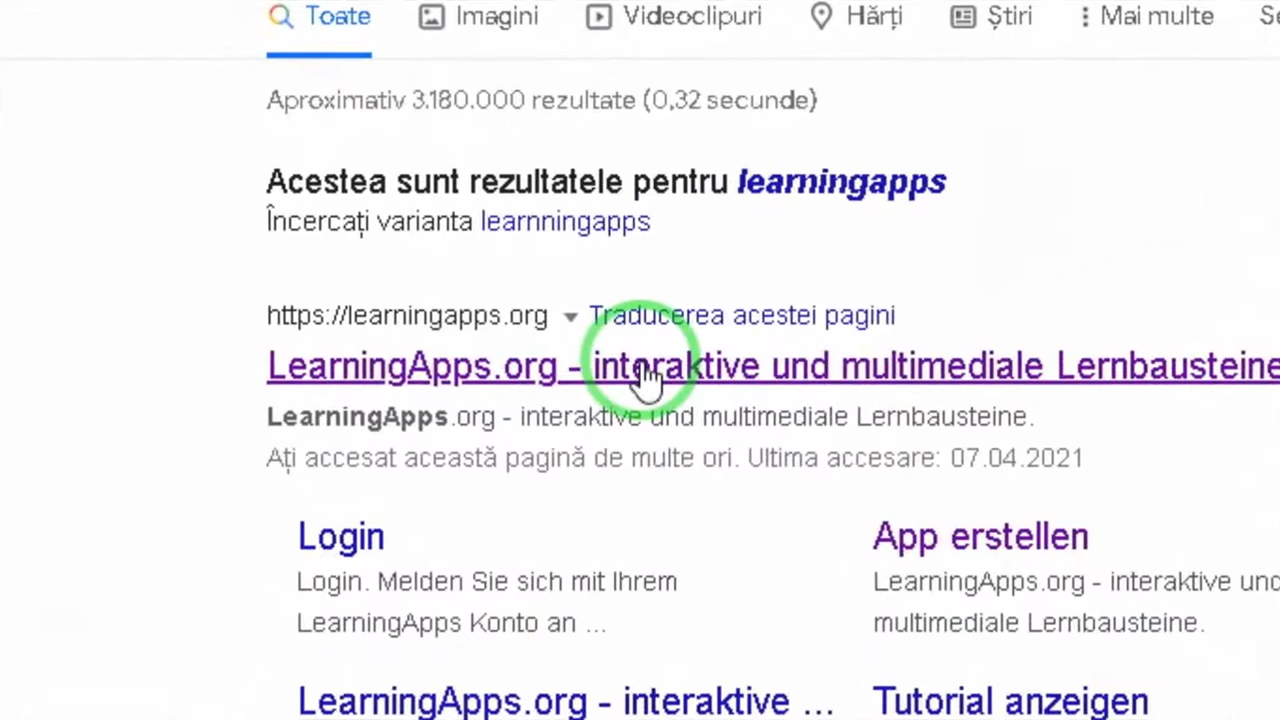 Toate Imagini Videoclipuri Hărți Știri Mai multe
Aproximativ 3.180.000 rezultate (0,32 secunde)
Acestea sunt rezultatele pentru learningapps
Încercați varianta learnningapps
https://learningapps.org Traducerea acestei pagini
LearningApps.org - interaktive und multimediale Lernbausteine
LearningApps.org - interaktive und multimediale Lernbausteine.
Ați accesat această pagină de multe ori. Ultima accesare: 07.04.2021
Login App erstellen
Login. Melden Sie sich mit Ihrem LearningApps.org - interaktive und
LearningApps Konto an ... multimediale Lernbausteine.
LearningApps.org - interaktive ... Tutorial anzeigen